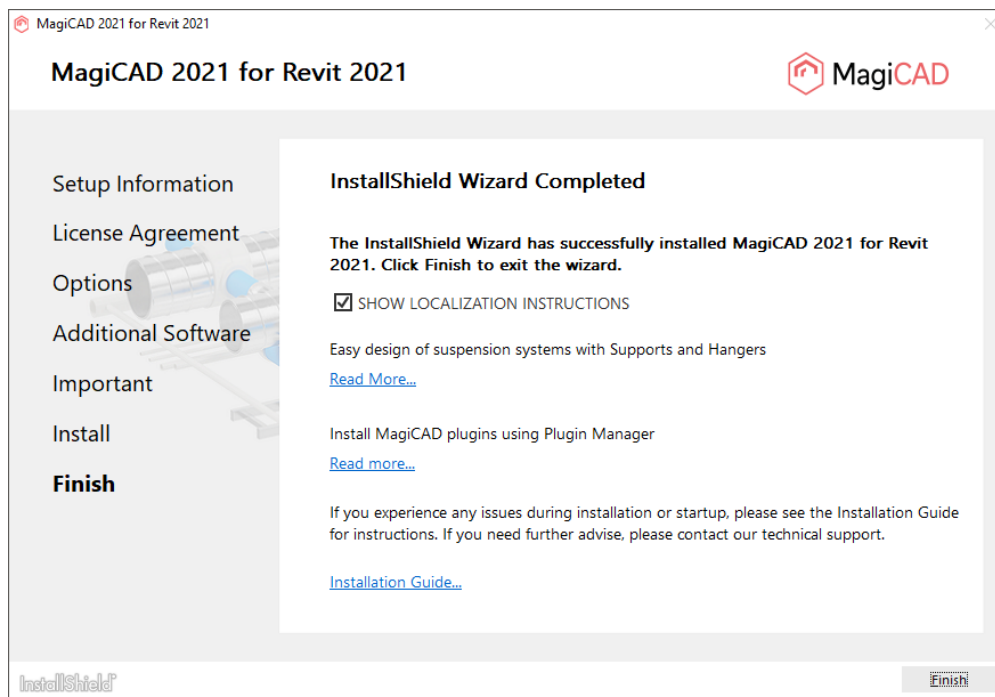 MagiCAD 2021 for Revit 2021
MagiCAD 2021 for Revit 2021
MagiCAD
Setup Information
License Agreement
Options
Additional Software
Important
Install
Finish
InstallShield Wizard Completed
The InstallShield Wizard has successfully installed MagiCAD 2021 for Revit
2021. Click Finish to exit the wizard.
SHOW LOCALIZATION INSTRUCTIONS
Easy design of suspension systems with Supports and Hangers
Read More...
Install MagiCAD plugins using Plugin Manager
Read more...
If you experience any issues during installation or startup, please see the Installation Guide
for instructions. If you need further advise, please contact our technical support.
Installation Guide...
InstallShield
Finish